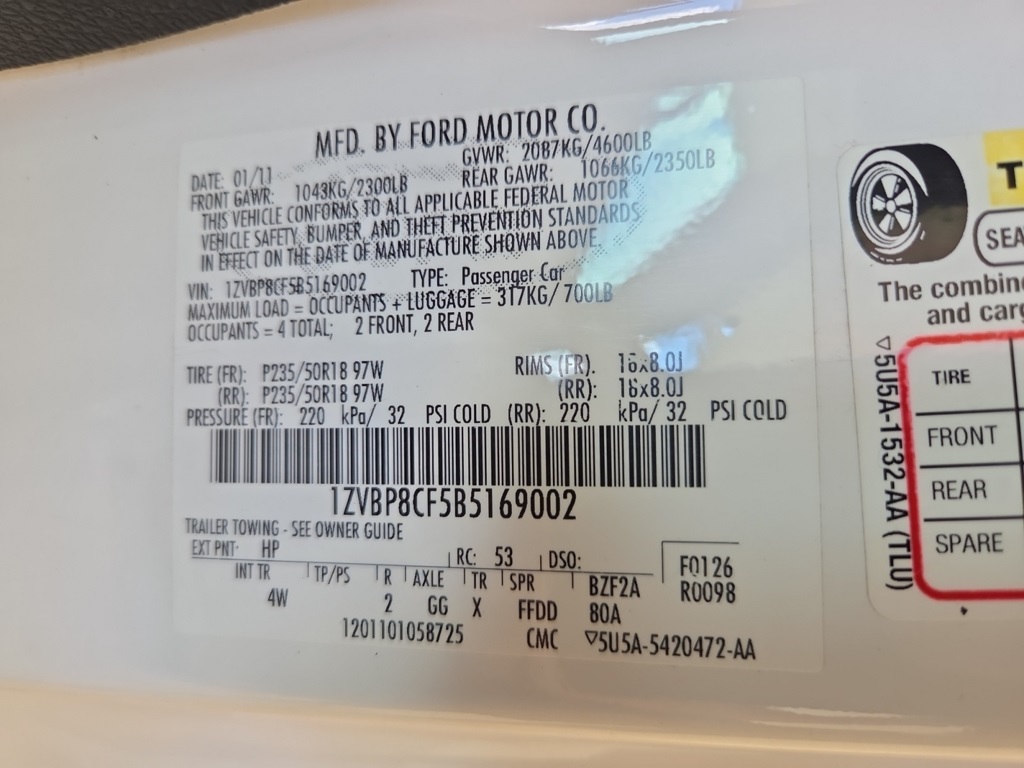 MFD. BY FORD MOTOR CO.
DATE: 01/11 GVWR: 2087KG/4600LB
FRONT GAWR: 1043KG/2300LB REAR GAWR: 1066KG/2350LB
THIS VEHICLE CONFORMS TO ALL APPLICABLE FEDERAL MOTOR
VEHICLE SAFETY, BUMPER, AND THEFT PREVENTION STANDARDS
IN EFFECT ON THE DATE OF MANUFACTURE SHOWN ABOVE.
VIN: 1ZVBP8CF5B5169002 TYPE: Passenger Car
MAXIMUM LOAD = OCCUPANTS + LUGGAGE = 317KG/ 700LB
OCCUPANTS = 4 TOTAL; 2 FRONT, 2 REAR
TIRE (FR): P235/50R18 97W RIMS (FR). 18x8.0J
(RR): P235/50R18 97W (RR): 18x8.0J
PRESSURE (FR): 220 kPa/ 32 PSI COLD (RR): 220 kPa/ 32 PSI COLD
1ZVBP8CF5B5169002
TRAILER TOWING - SEE OWNER GUIDE
EXT PNT: HP RC: 53 DSO: F0126
INT TR TP/PS R AXLE TR SPR BZF2A R0098
4W 2 GG X FFDD 80A
1201101058725 CMC ▽5U5A-5420472-AA
T
SEA
The combin
and carg
▽5U5A-1532-AA (TLU)
TIRE
FRONT
REAR
SPARE